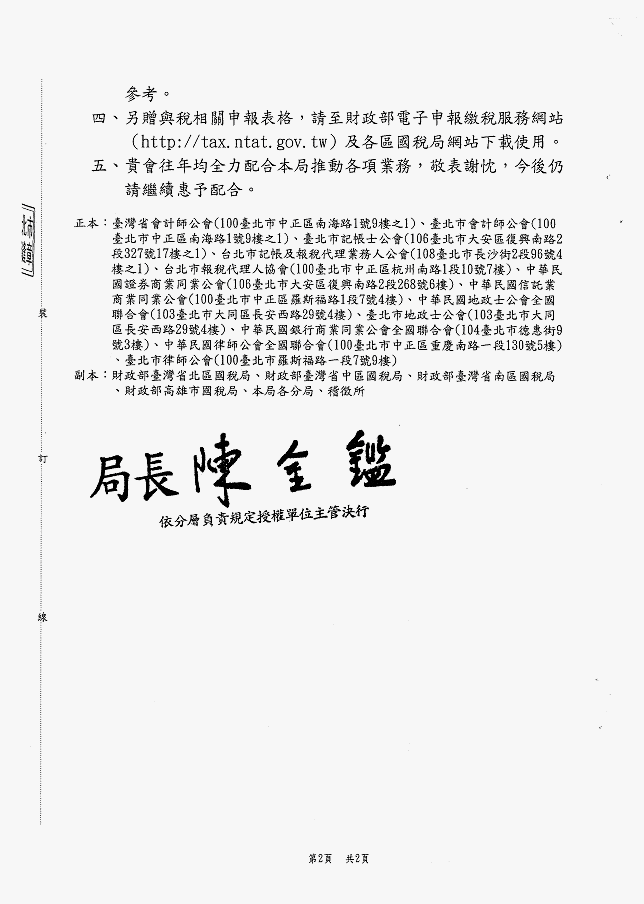 參考。
四、另贈與稅相關申報表格，請至財政部電子申報繳稅服務網站
（http://tax.ntat.gov.tw）及各區國稅局網站下載使用。
五、貴會往年均全力配合本局推動各項業務，敬表謝忱，今後仍
請繼續惠予配合。
正本：臺灣省會計師公會(100臺北市中正區南海路1號9樓之1)、臺北市會計師公會(100
臺北市中正區南海路1號9樓之1)、臺北市記帳士公會(106臺北市大安區復興南路2
段327號17樓之1)、台北市記帳及報稅代理業務人公會(108臺北市長沙街2段96號4
樓之1)、台北市報稅代理人協會(100臺北市中正區杭州南路1段10號7樓)、中華民
國證券商業同業公會(106臺北市大安區復興南路2段268號6樓)、中華民國信託業
商業同業公會(100臺北市中正區羅斯福路1段7號4樓)、中華民國地政士公會全國
聯合會(103臺北市大同區長安西路29號4樓)、臺北市地政士公會(103臺北市大同
區長安西路29號4樓)、中華民國銀行商業同業公會全國聯合會(104臺北市德惠街9
號3樓)、中華民國律師公會全國聯合會(100臺北市中正區重慶南路一段130號5樓)
、臺北市律師公會(100臺北市羅斯福路一段7號9樓)
副本：財政部臺灣省北區國稅局、財政部臺灣省中區國稅局、財政部臺灣省南區國稅局
、財政部高雄市國稅局、本局各分局、稽徵所
裝
訂
線
局長 陳金鑑
依分層負責規定授權單位主管決行
第2頁 共2頁